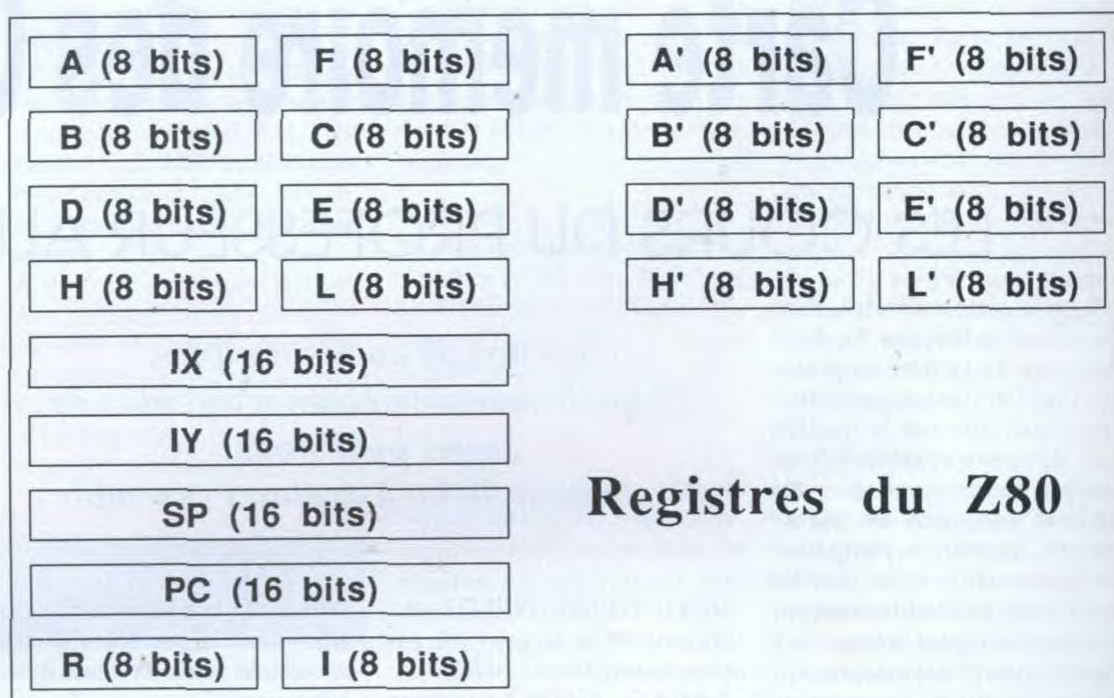 A (8 bits) F (8 bits) A' (8 bits) F' (8 bits)
B (8 bits) C (8 bits) B' (8 bits) C' (8 bits)
D (8 bits) E (8 bits) D' (8 bits) E' (8 bits)
H (8 bits) L (8 bits) H' (8 bits) L' (8 bits)
IX (16 bits)
IY (16 bits)
SP (16 bits)
Registres du Z80
PC (16 bits)
R (8 bits) I (8 bits)